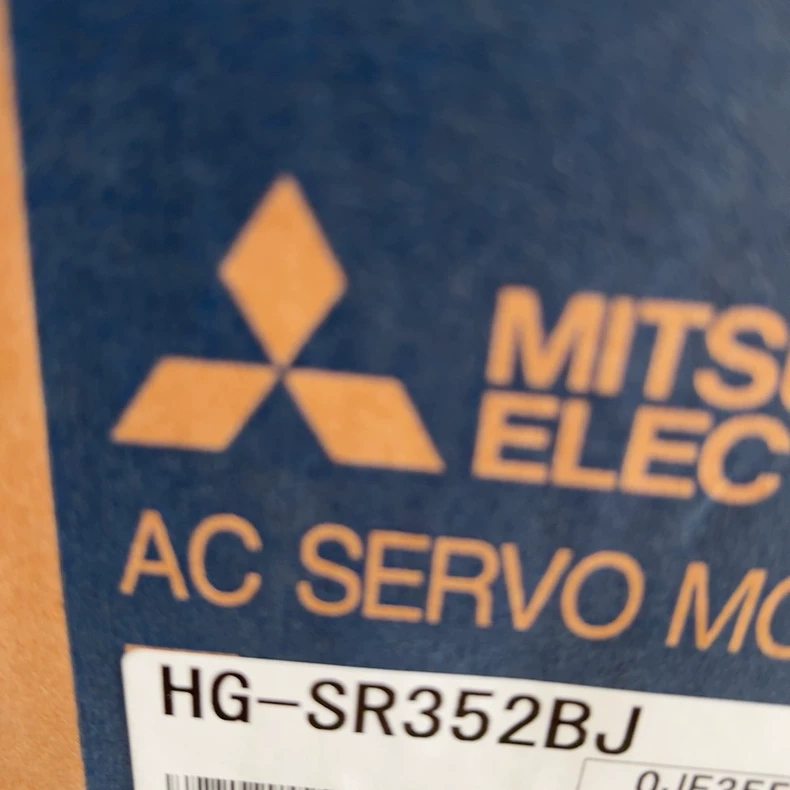 MITS
ELEC
AC SERVO MO
HG-SR352BJ